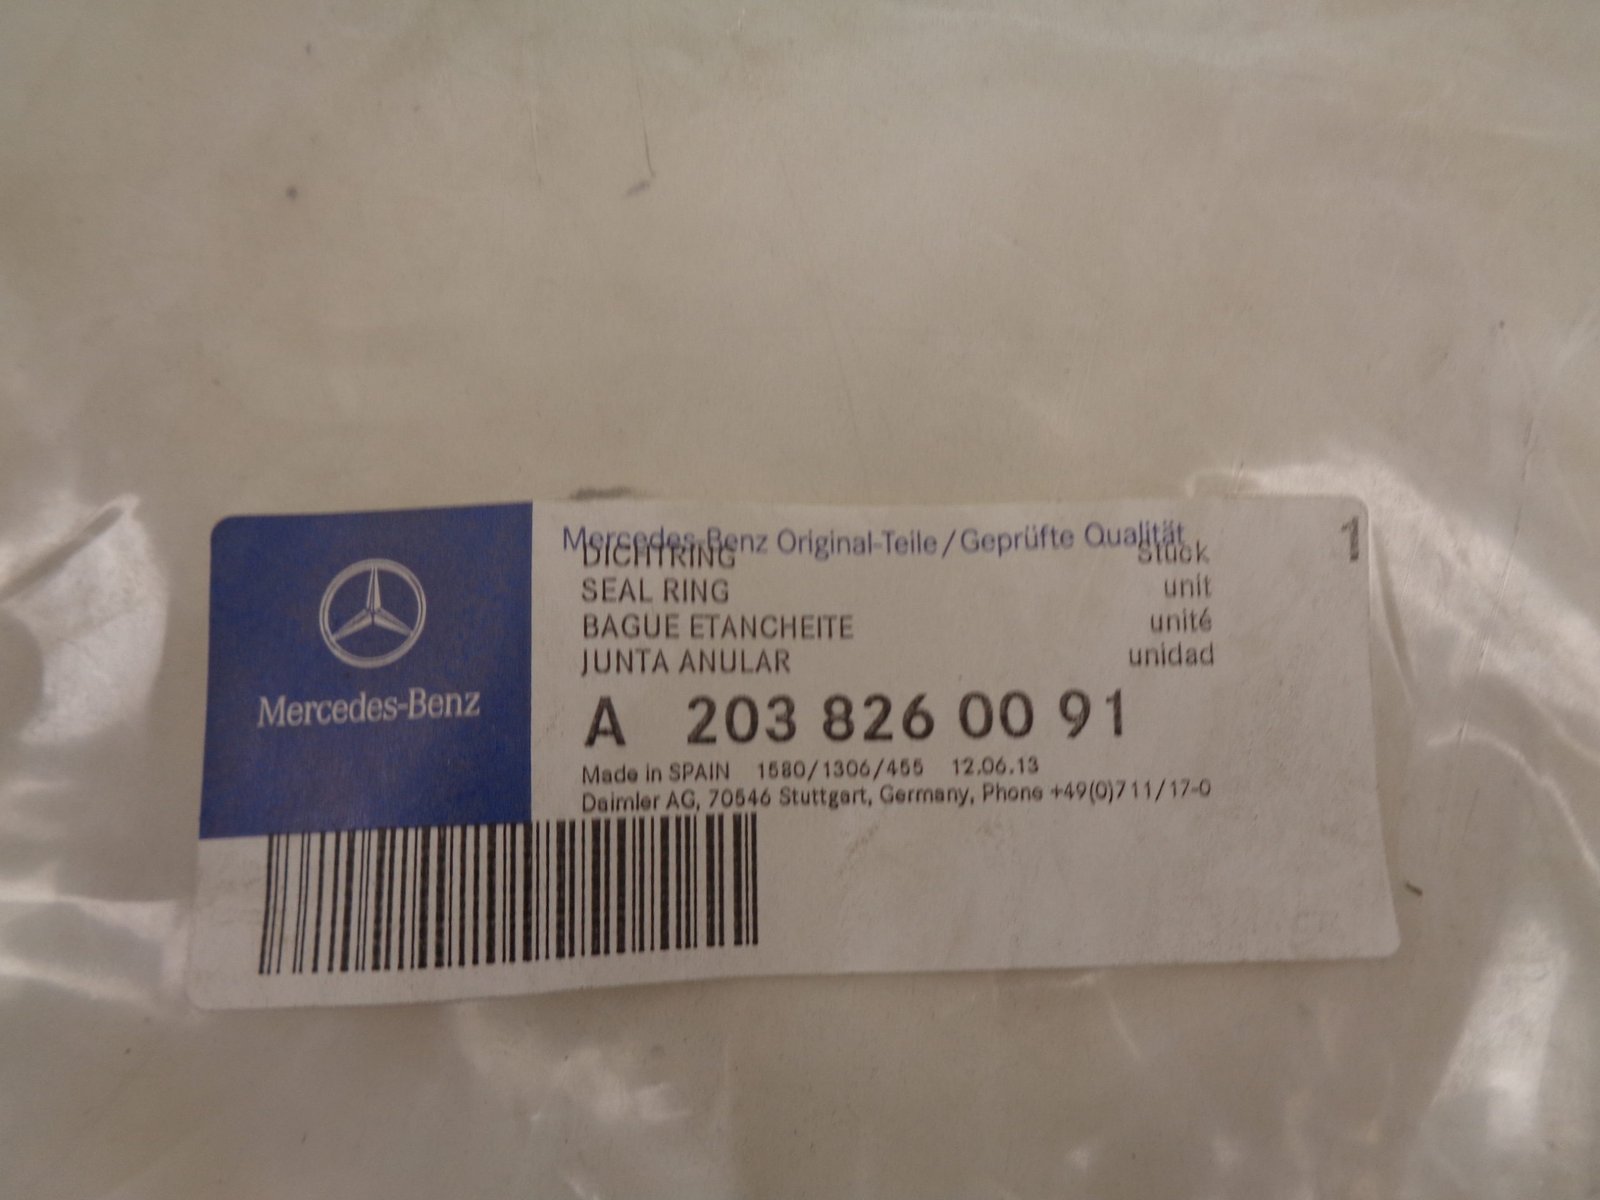 Mercedes-Benz
Mercedes-Benz Original-Teile/Geprüfte Qualität
DICHTRING Stück 1
SEAL RING unit
BAGUE ETANCHEITE unité
JUNTA ANULAR unidad
A 203 826 00 91
Made in SPAIN 1580/1306/455 12.06.13
Daimler AG, 70546 Stuttgart, Germany, Phone +49(0)711/17-0